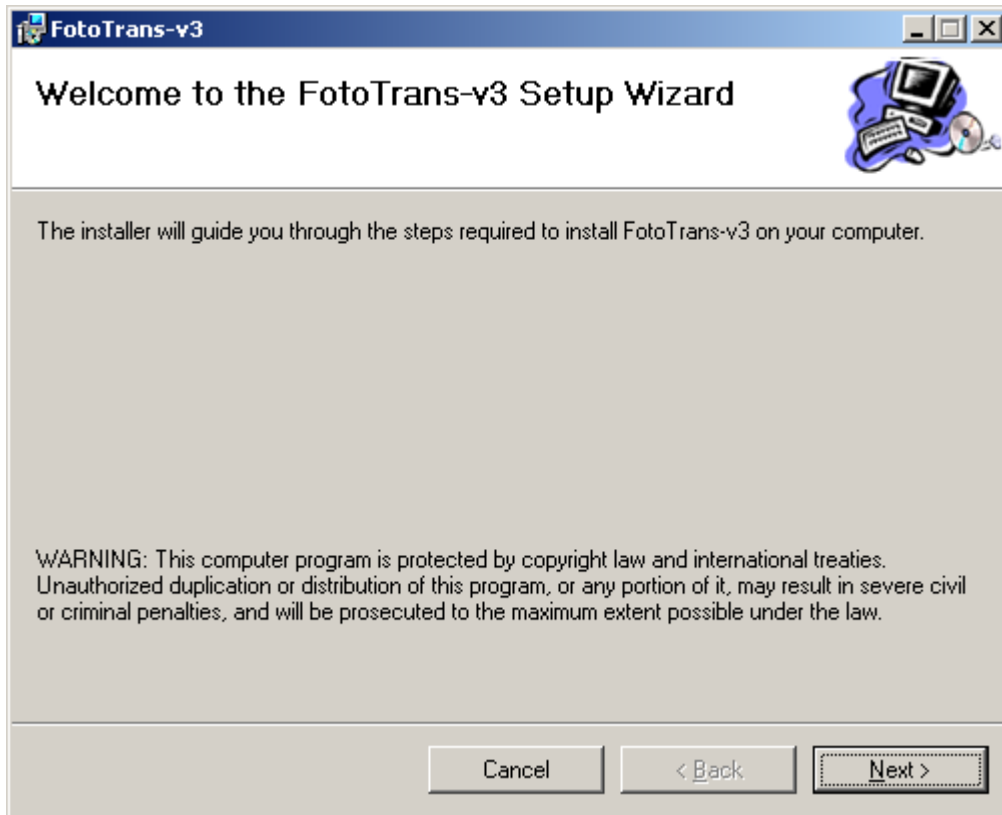 FotoTrans-v3
Welcome to the FotoTrans-v3 Setup Wizard
The installer will guide you through the steps required to install FotoTrans-v3 on your computer.
WARNING: This computer program is protected by copyright law and international treaties.
Unauthorized duplication or distribution of this program, or any portion of it, may result in severe civil
or criminal penalties, and will be prosecuted to the maximum extent possible under the law.
Cancel
< Back
Next >